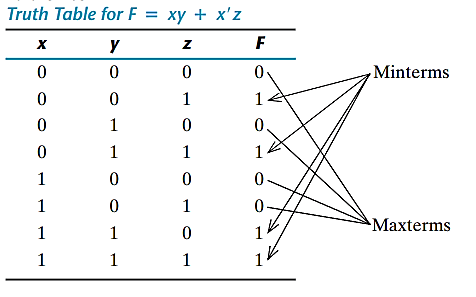 Truth Table for F = xy + x'z
x y z F
0 0 0 0
0 0 1 1
0 1 0 0
0 1 1 1
1 0 0 0
1 0 1 0
1 1 0 1
1 1 1 1
Minterms
Maxterms